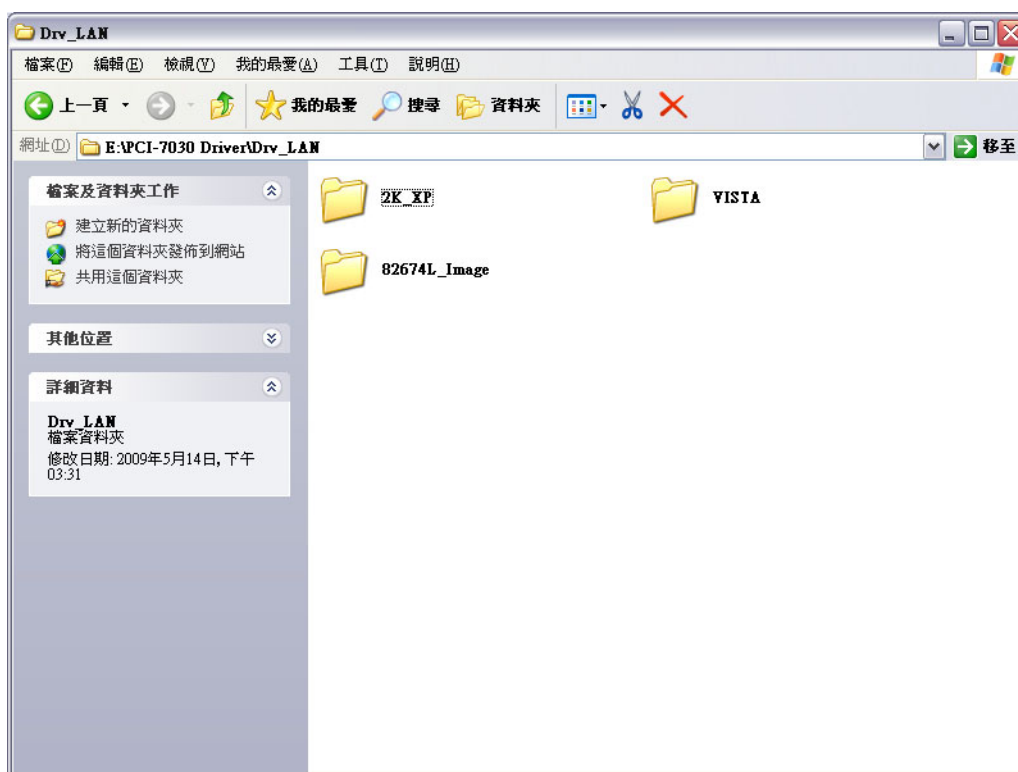 Drv_LAN
檔案(F) 編輯(E) 檢視(V) 我的最愛(A) 工具(T) 說明(H)
上一頁 我的最愛 搜尋 資料夾
網址(D) E:\PCI-7030 Driver\Drv_LAN 移至
檔案及資料夾工作
建立新的資料夾
將這個資料夾發佈到網站
共用這個資料夾
其他位置
詳細資料
Drv_LAN
檔案資料夾
修改日期: 2009年5月14日, 下午
03:31
2K_XP
VISTA
82674L_Image